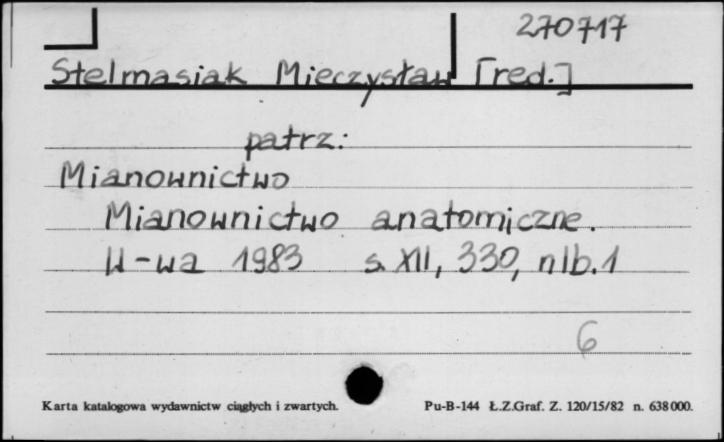 270717
Stelmasiak Mieczysław [red.]
patrz:
Mianownictwo
Mianownictwo anatomiczne.
W-wa 1983 s. XII, 330, nlb. 1
6
Karta katalogowa wydawnictw ciągłych i zwartych. Pu-B-144 Ł.Z.Graf. Z. 120/15/82 n. 638000.